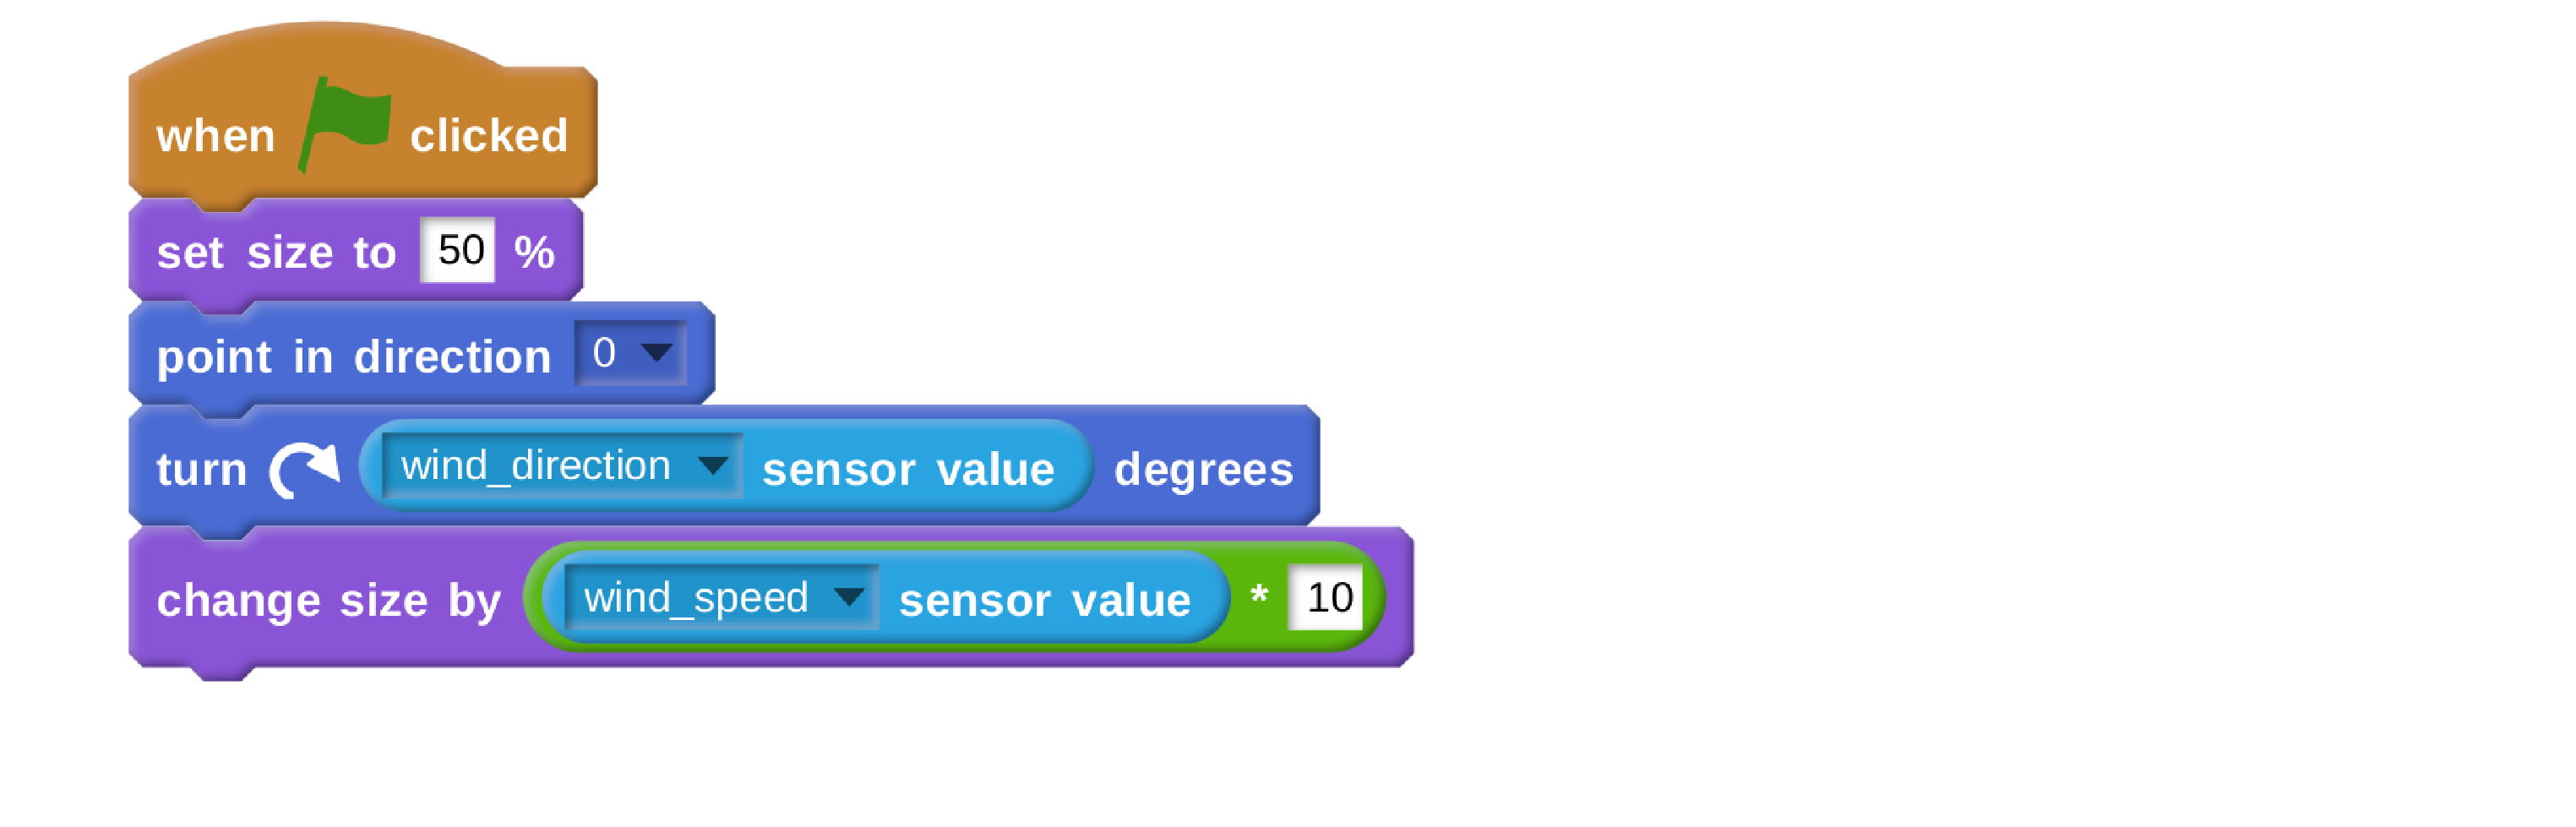 when clicked
set size to 50 %
point in direction 0
turn wind_direction sensor value degrees
change size by wind_speed sensor value * 10